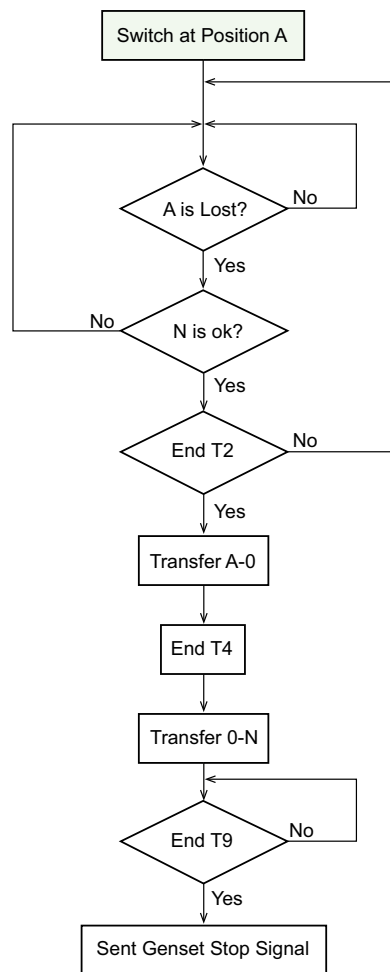 Switch at Position A
A is Lost?
No
Yes
No
N is ok?
Yes
End T2
No
Yes
Transfer A-0
End T4
Transfer 0-N
End T9
No
Yes
Sent Genset Stop Signal